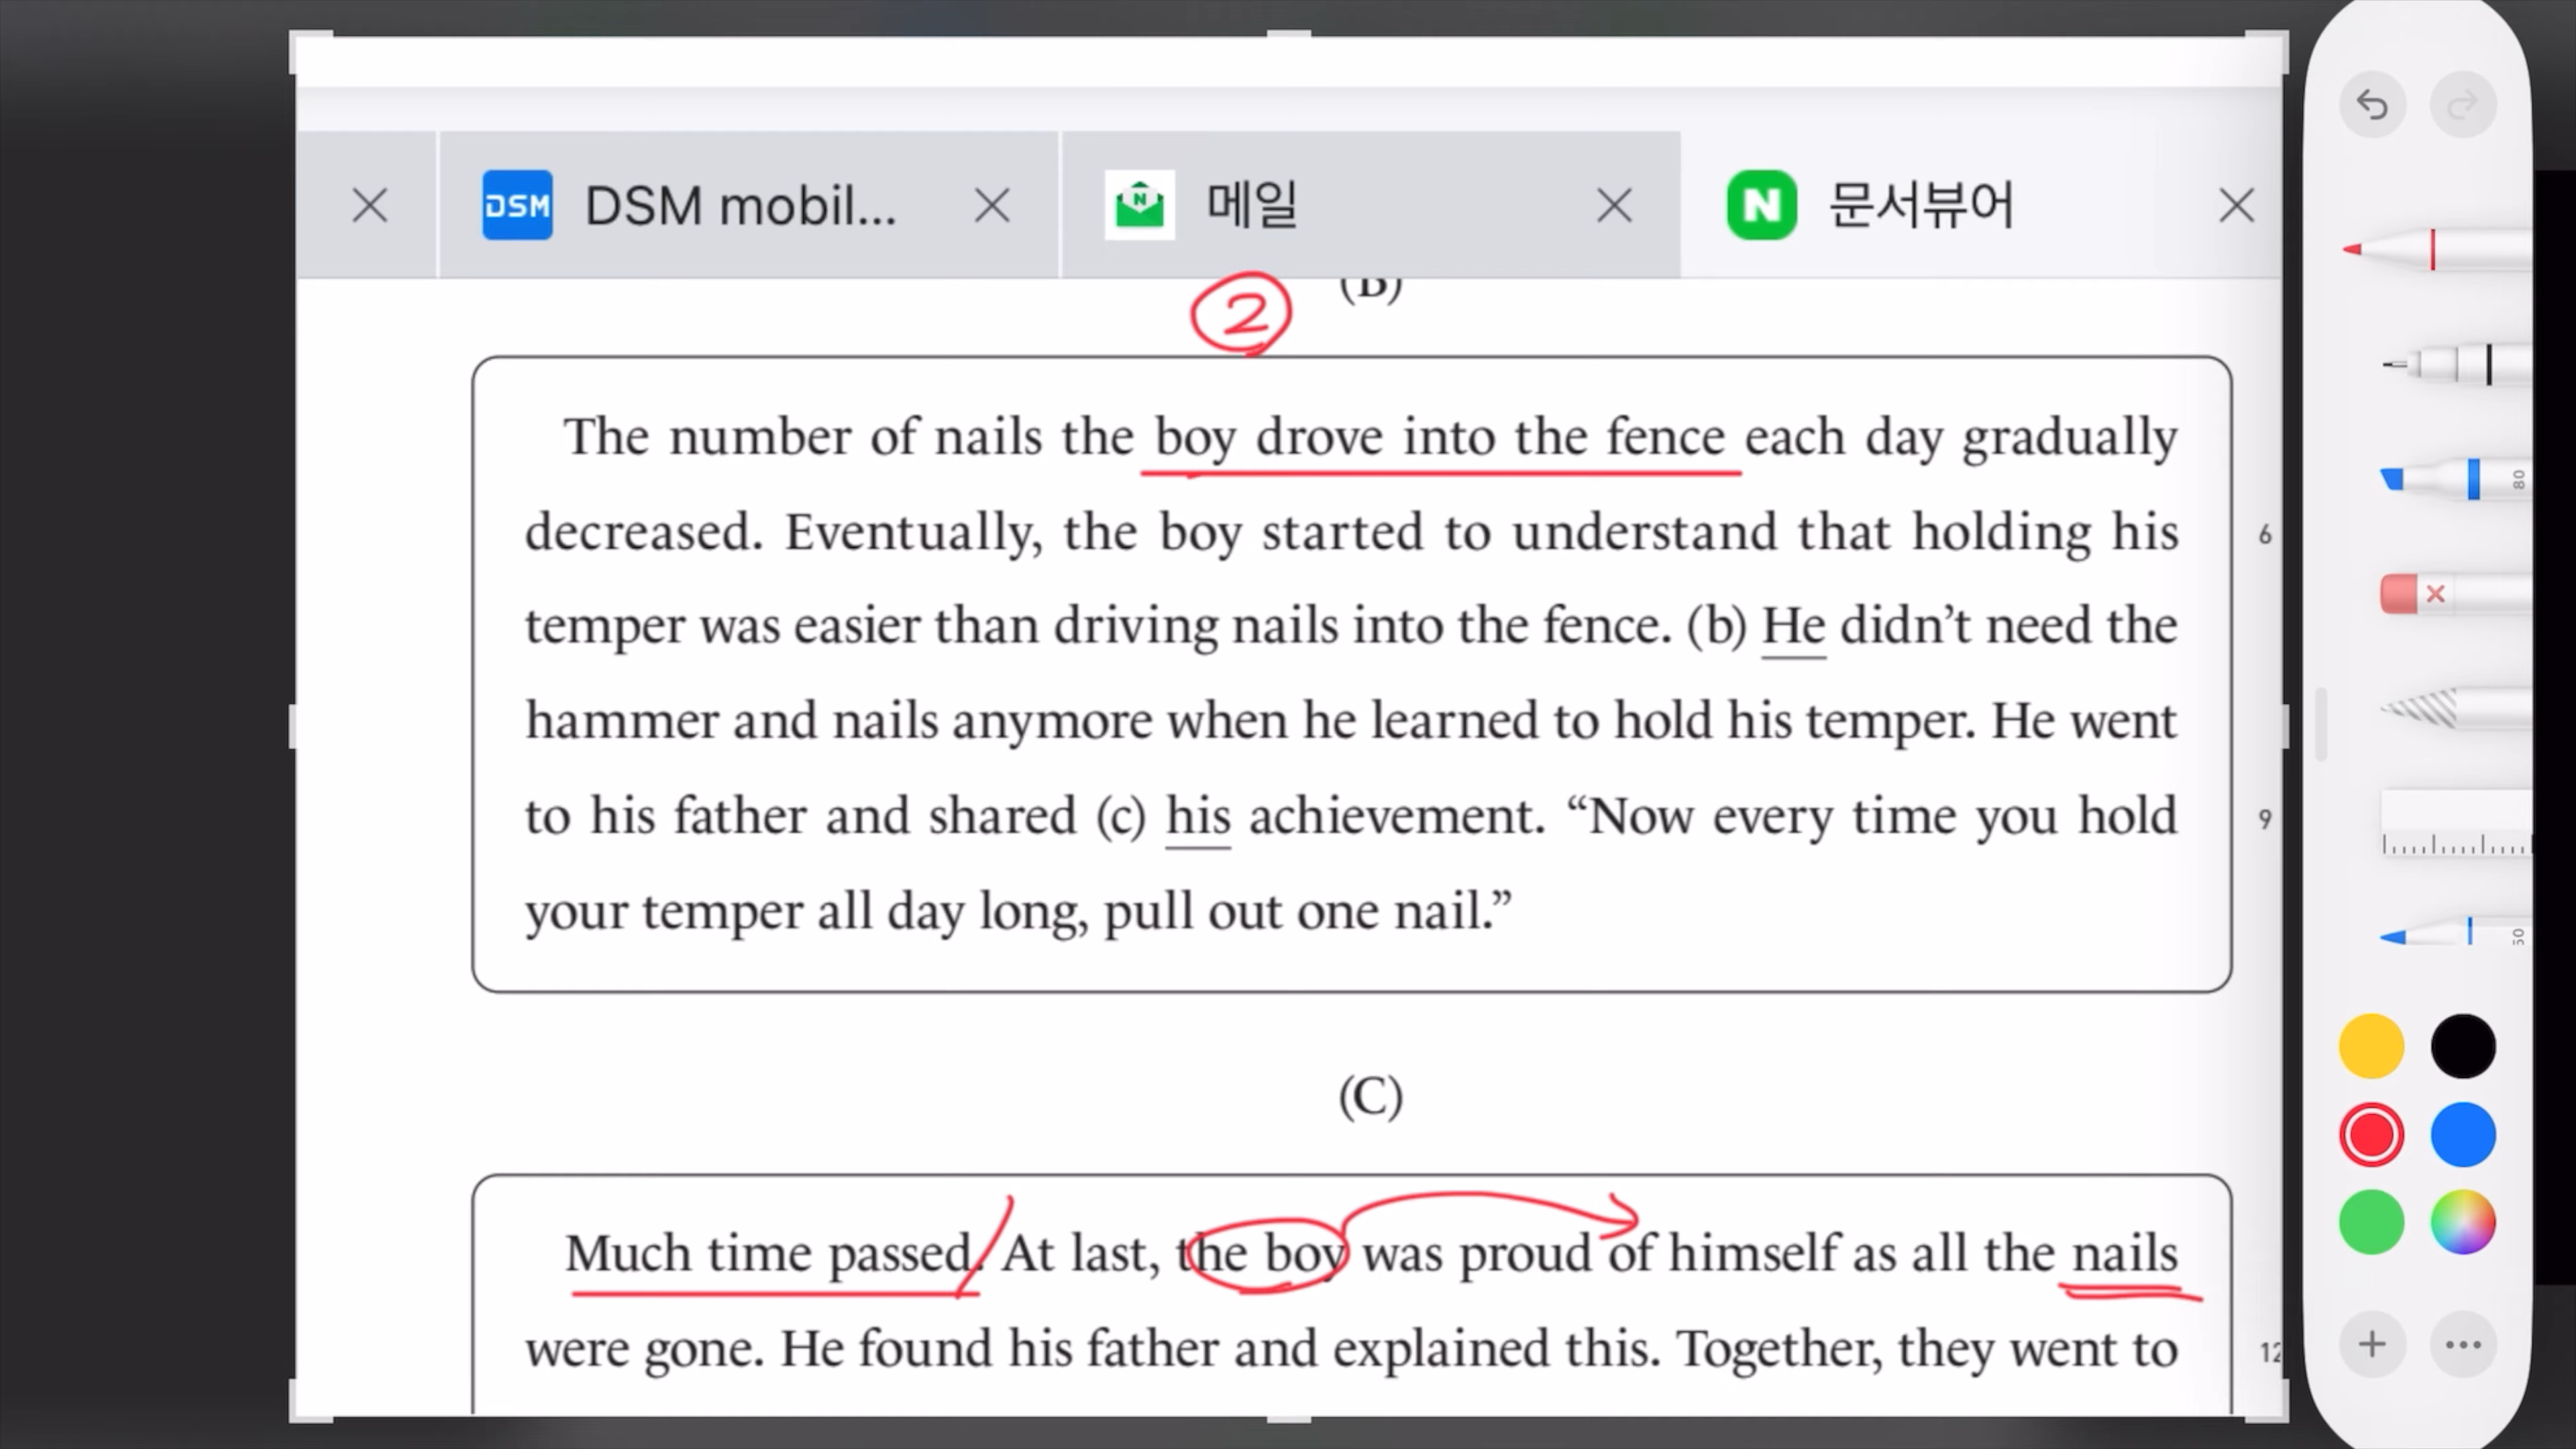 DSM DSM mobil... N 메일 N 문서뷰어
2 (B)
The number of nails the boy drove into the fence each day gradually
decreased. Eventually, the boy started to understand that holding his 6
temper was easier than driving nails into the fence. (b) He didn’t need the
hammer and nails anymore when he learned to hold his temper. He went
to his father and shared (c) his achievement. “Now every time you hold 9
your temper all day long, pull out one nail.”
(C)
Much time passed. At last, the boy was proud of himself as all the nails
were gone. He found his father and explained this. Together, they went to 12
80
50